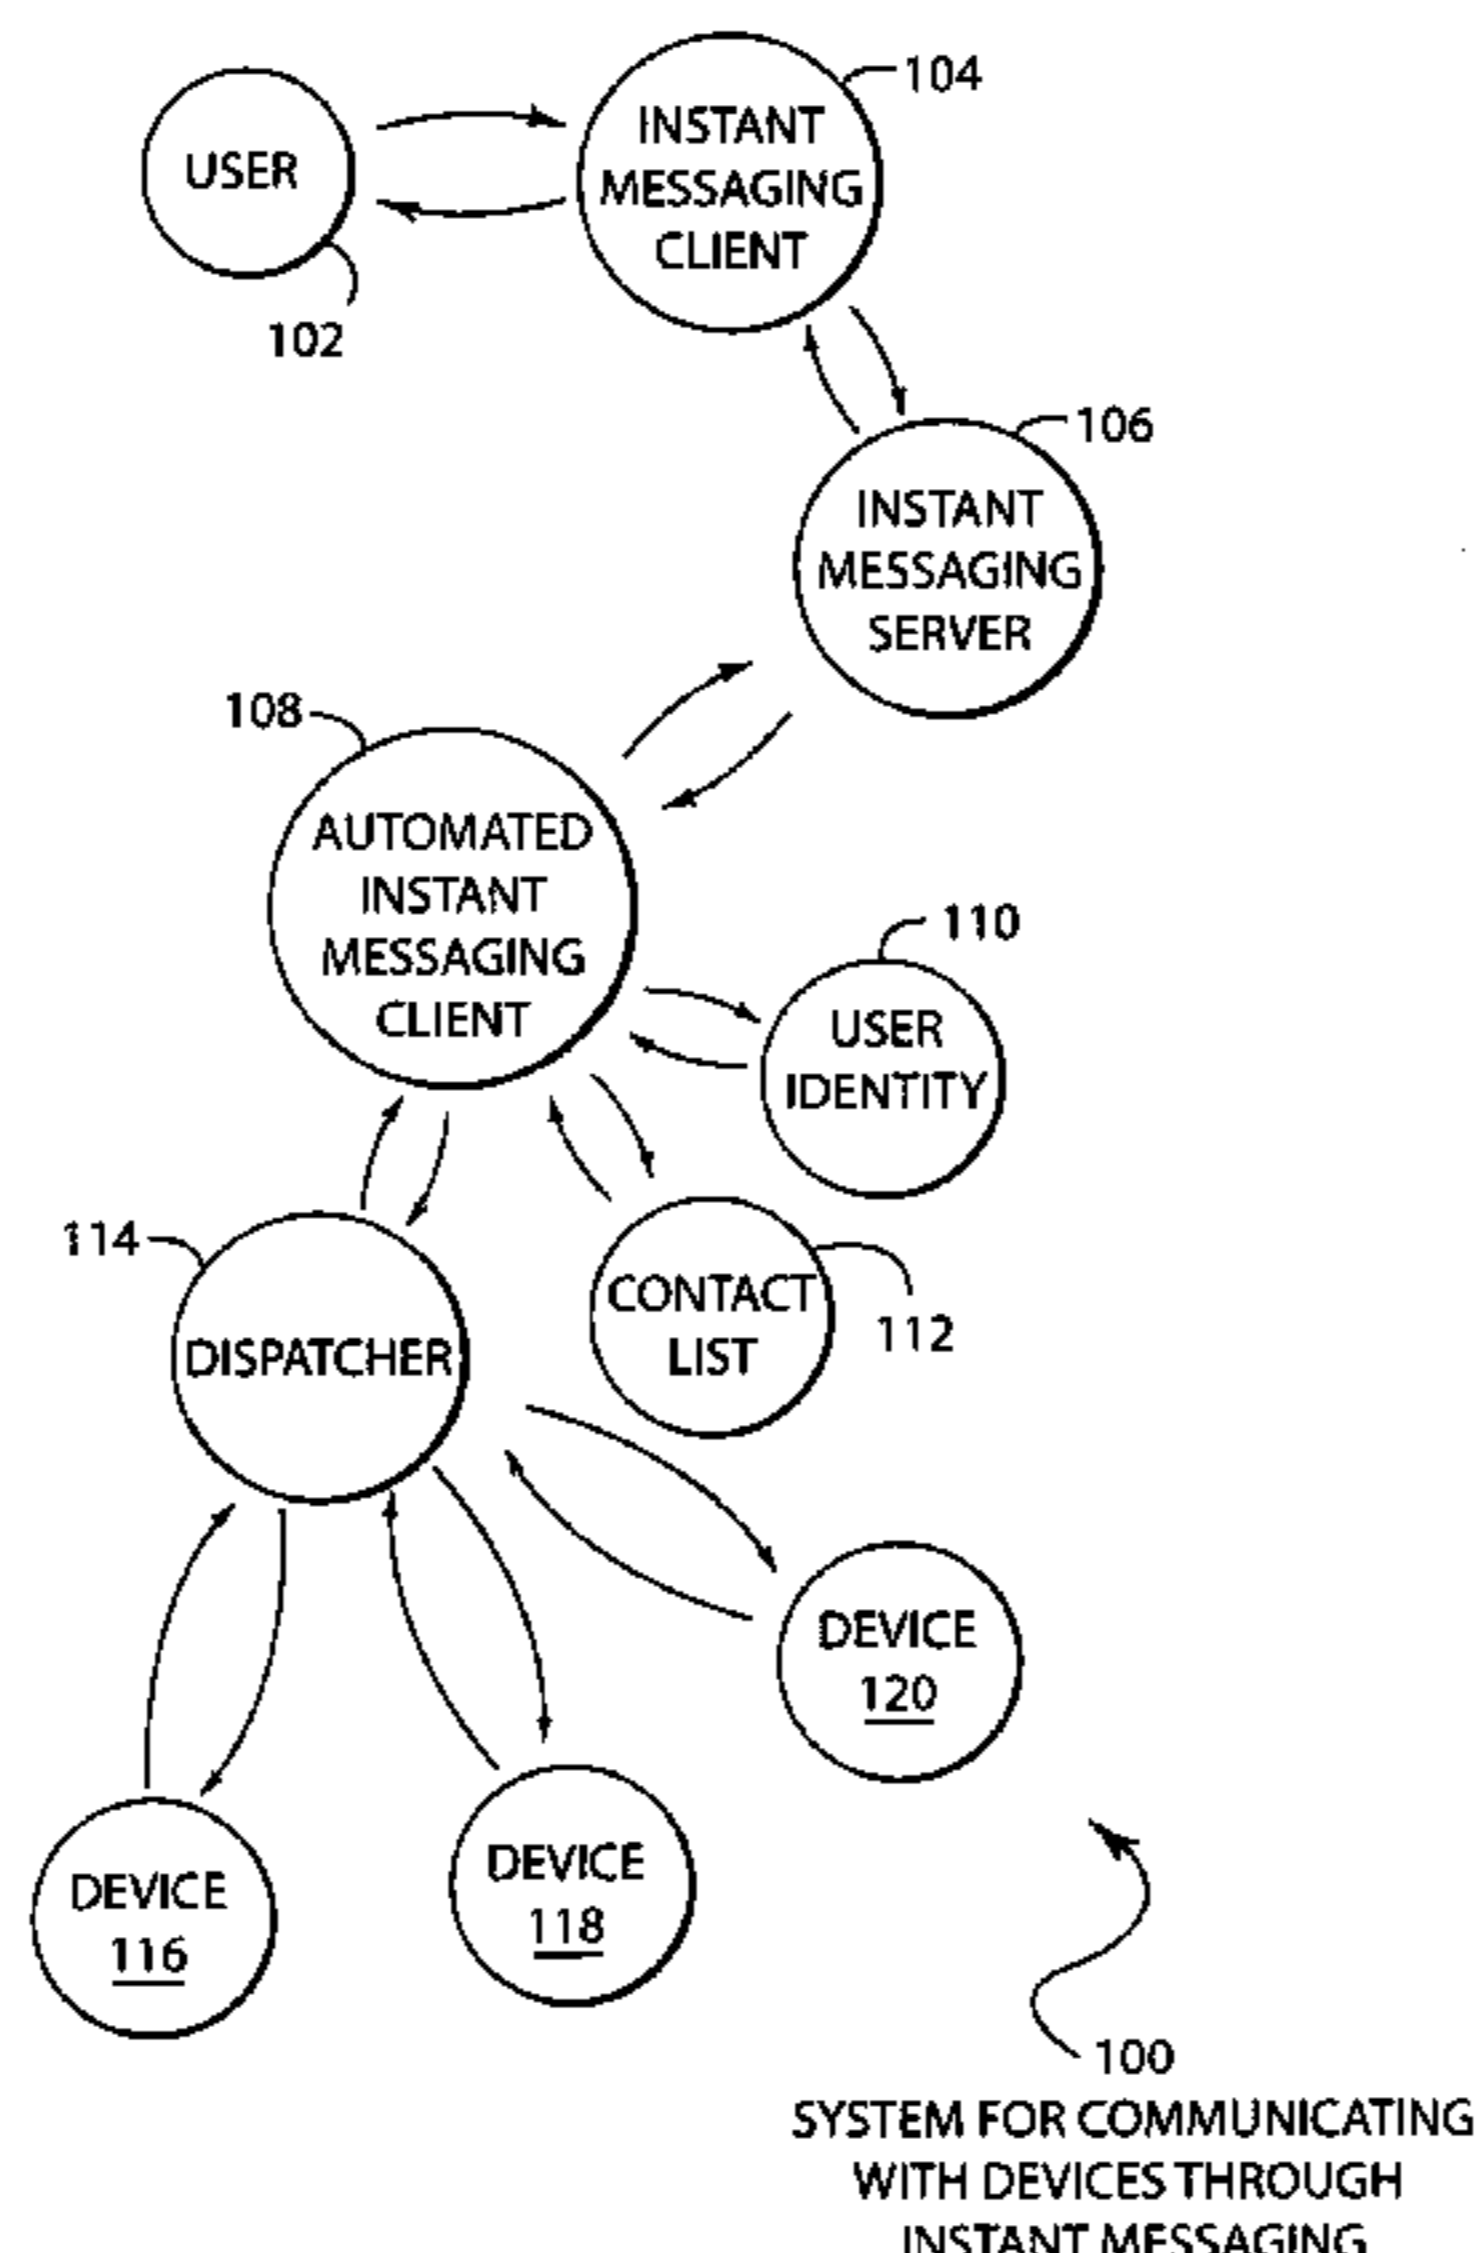 104
USER
INSTANT
MESSAGING
CLIENT
102
106
INSTANT
MESSAGING
SERVER
108
AUTOMATED
INSTANT
MESSAGING
CLIENT
110
USER
IDENTITY
114
DISPATCHER
CONTACT
LIST
112
DEVICE
120
DEVICE
118
DEVICE
116
100
SYSTEM FOR COMMUNICATING
WITH DEVICES THROUGH
INSTANT MESSAGING